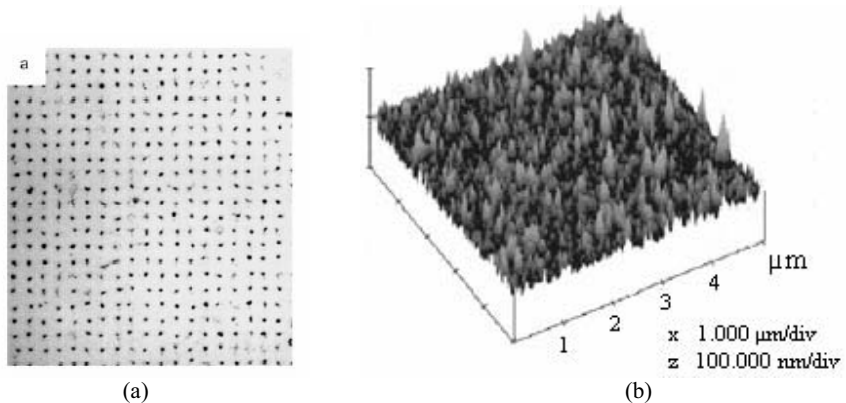 a
μm
1
2
3
4
x 1.000 μm/div
z 100.000 nm/div
(a)
(b)